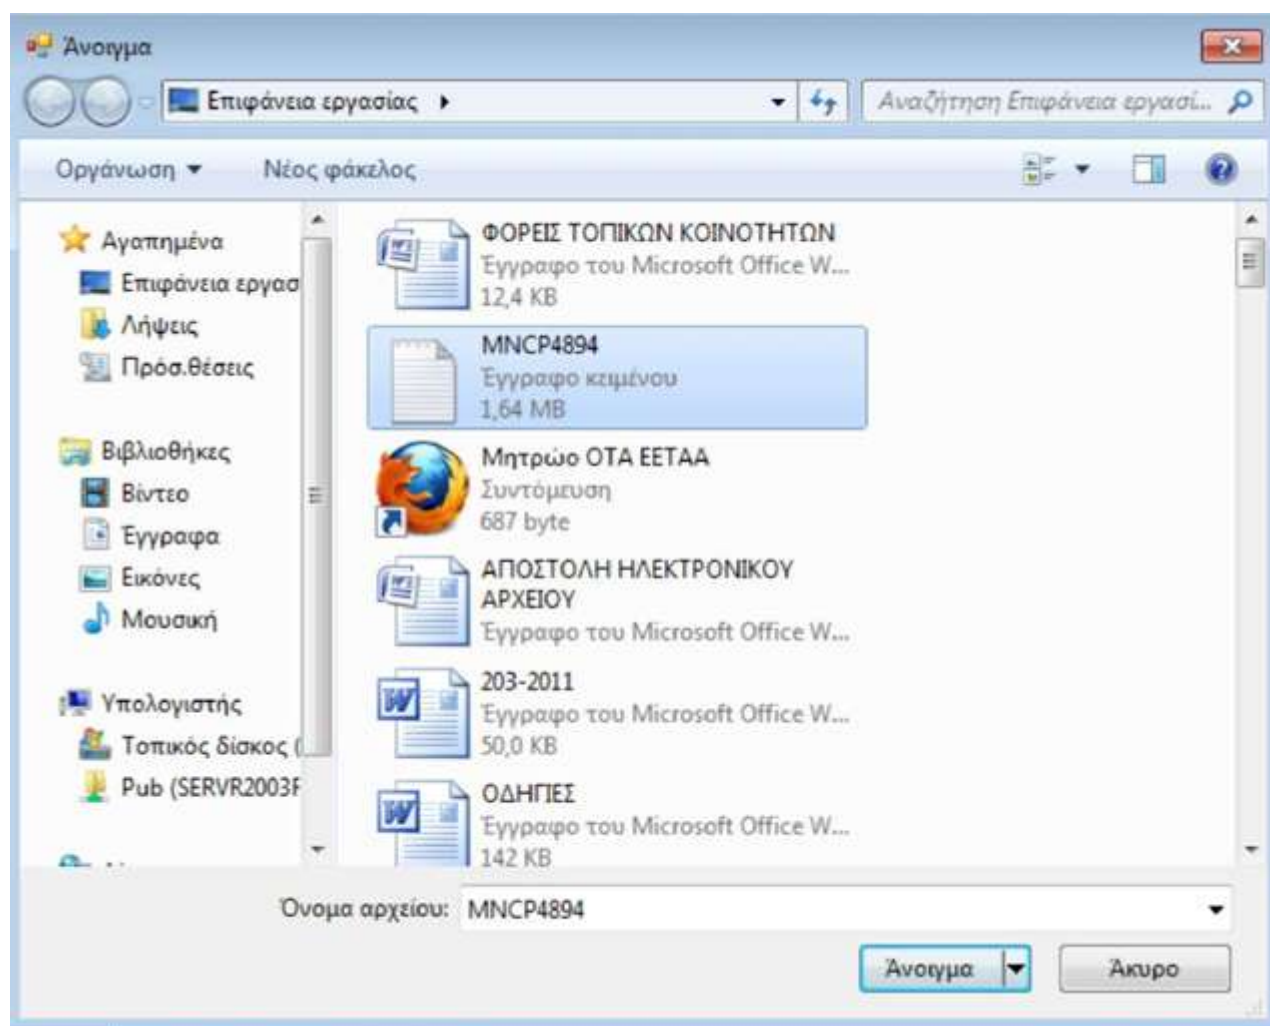 Άνοιγμα
Επιφάνεια εργασίας
Αναζήτηση Επιφάνεια εργασί...
Οργάνωση
Νέος φάκελος
Αγαπημένα
Επιφάνεια εργασ
Λήψεις
Πρόσ.θέσεις
Βιβλιοθήκες
Βίντεο
Έγγραφα
Εικόνες
Μουσική
Υπολογιστής
Τοπικός δίσκος (
Pub (SERVR2003F
ΦΟΡΕΙΣ ΤΟΠΙΚΩΝ ΚΟΙΝΟΤΗΤΩΝ
Έγγραφο του Microsoft Office W...
12,4 KB
MNCP4894
Έγγραφο κειμένου
1,64 MB
Μητρώο ΟΤΑ ΕΕΤΑΑ
Συντόμευση
687 byte
ΑΠΟΣΤΟΛΗ ΗΛΕΚΤΡΟΝΙΚΟΥ
ΑΡΧΕΙΟΥ
Έγγραφο του Microsoft Office W...
203-2011
Έγγραφο του Microsoft Office W...
50,0 KB
ΟΔΗΓΙΕΣ
Έγγραφο του Microsoft Office W...
142 KB
Όνομα αρχείου: MNCP4894
Άνοιγμα
Άκυρο